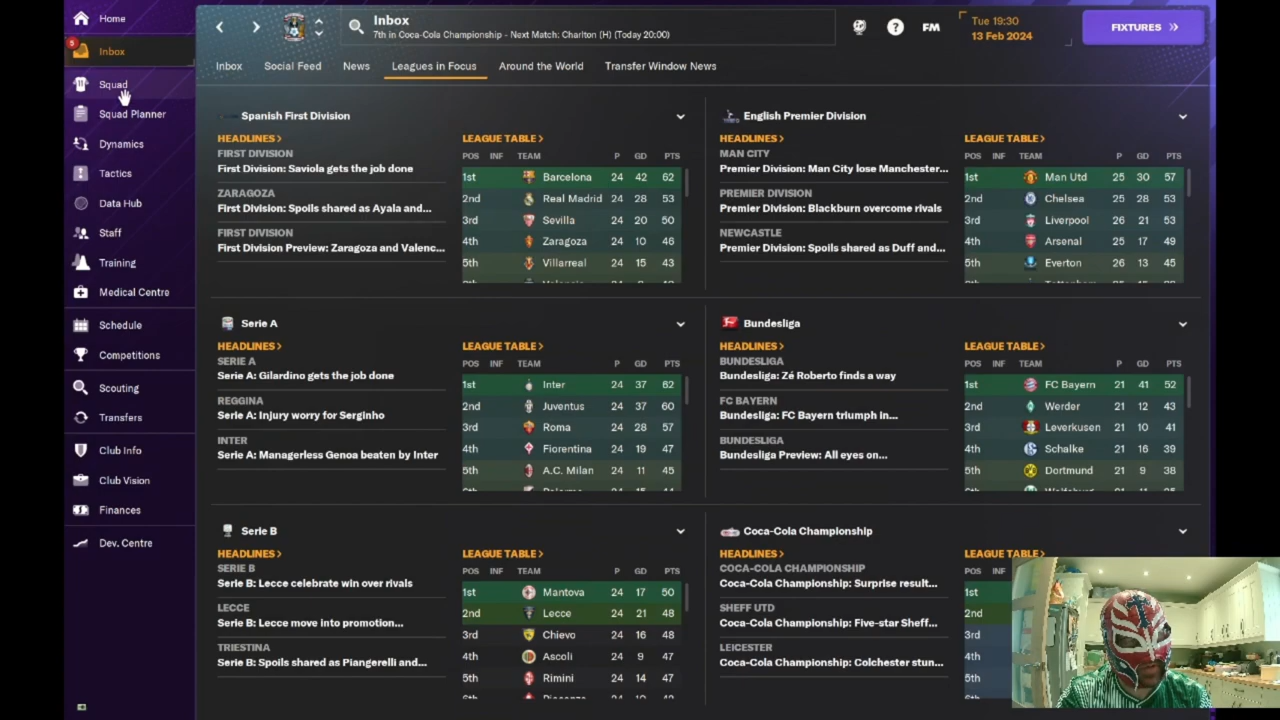 Home
5
Inbox
Squad
Squad Planner
Dynamics
Tactics
Data Hub
Staff
Training
Medical Centre
Schedule
Competitions
Scouting
Transfers
Club Info
Club Vision
Finances
Dev. Centre
Inbox
7th in Coca-Cola Championship - Next Match: Charlton (H) (Today 20:00)
?
FM
Tue 19:30
13 Feb 2024
FIXTURES
Inbox Social Feed News Leagues in Focus Around the World Transfer Window News
Spanish First Division
HEADLINES >
FIRST DIVISION
First Division: Saviola gets the job done
ZARAGOZA
First Division: Spoils shared as Ayala and...
FIRST DIVISION
First Division Preview: Zaragoza and Valenc...
LEAGUE TABLE >
POS INF TEAM P GD PTS
1st Barcelona 24 42 62
2nd Real Madrid 24 28 53
3rd Sevilla 24 20 50
4th Zaragoza 24 10 46
5th Villarreal 24 15 43
English Premier Division
HEADLINES >
MAN CITY
Premier Division: Man City lose Manchester...
PREMIER DIVISION
Premier Division: Blackburn overcome rivals
NEWCASTLE
Premier Division: Spoils shared as Duff and...
LEAGUE TABLE >
POS INF TEAM P GD PTS
1st Man Utd 25 30 57
2nd Chelsea 25 28 53
3rd Liverpool 26 21 53
4th Arsenal 25 17 49
5th Everton 26 13 45
Serie A
HEADLINES >
SERIE A
Serie A: Gilardino gets the job done
REGGINA
Serie A: Injury worry for Serginho
INTER
Serie A: Managerless Genoa beaten by Inter
LEAGUE TABLE >
POS INF TEAM P GD PTS
1st Inter 24 37 62
2nd Juventus 24 37 60
3rd Roma 24 28 57
4th Fiorentina 24 19 47
5th A.C. Milan 24 11 45
Bundesliga
HEADLINES >
BUNDESLIGA
Bundesliga: Zé Roberto finds a way
FC BAYERN
Bundesliga: FC Bayern triumph in...
BUNDESLIGA
Bundesliga Preview: All eyes on...
LEAGUE TABLE >
POS INF TEAM P GD PTS
1st FC Bayern 21 41 52
2nd Werder 21 12 43
3rd Leverkusen 21 10 41
4th Schalke 21 16 39
5th Dortmund 21 9 38
Serie B
HEADLINES >
SERIE B
Serie B: Lecce celebrate win over rivals
LECCE
Serie B: Lecce move into promotion...
TRIESTINA
Serie B: Spoils shared as Piangerelli and...
LEAGUE TABLE >
POS INF TEAM P GD PTS
1st Mantova 24 17 50
2nd Lecce 24 21 48
3rd Chievo 24 16 48
4th Ascoli 24 9 47
5th Rimini 24 14 47
Coca-Cola Championship
HEADLINES >
COCA-COLA CHAMPIONSHIP
Coca-Cola Championship: Surprise result...
SHEFF UTD
Coca-Cola Championship: Five-star Sheff...
LEICESTER
Coca-Cola Championship: Colchester stun...
LEAGUE TABLE >
POS INF
1st
2nd
3rd
4th
5th